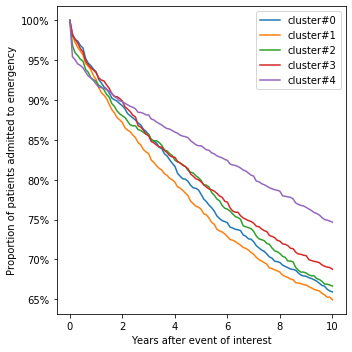 cluster#0
cluster#1
cluster#2
cluster#3
cluster#4
Proportion of patients admitted to emergency
100%
95%
90%
85%
80%
75%
70%
65%
0
2
4
6
8
10
Years after event of interest